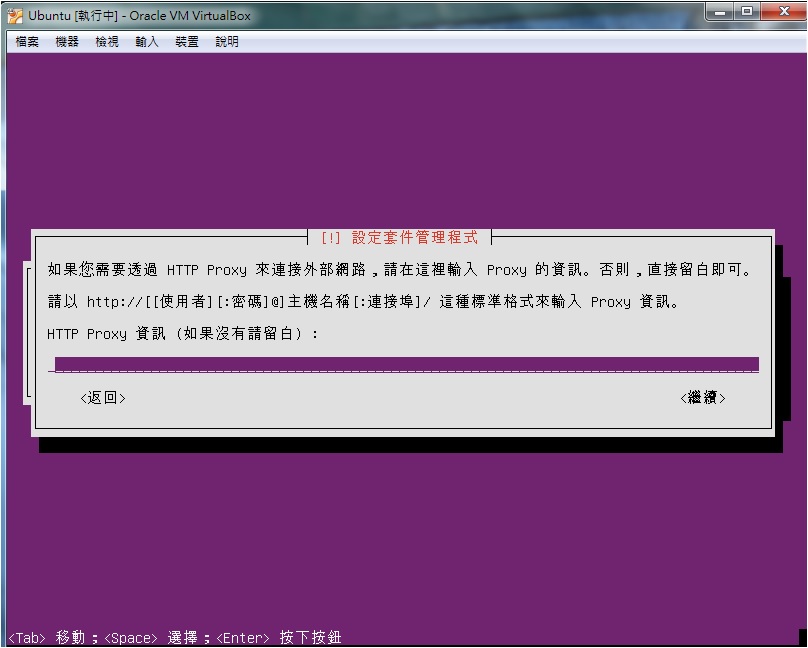 Ubuntu [執行中] - Oracle VM VirtualBox
檔案 機器 檢視 輸入 裝置 說明
[!] 設定套件管理程式
如果您需要透過 HTTP Proxy 來連接外部網路，請在這裡輸入 Proxy 的資訊。否則，直接留白即可。
請以 http://[[使用者][:密碼]@]主機名稱[:連接埠]/ 這種標準格式來輸入 Proxy 資訊。
HTTP Proxy 資訊 (如果沒有請留白)：
<返回> <繼續>
<Tab> 移動；<Space> 選擇；<Enter> 按下按鈕